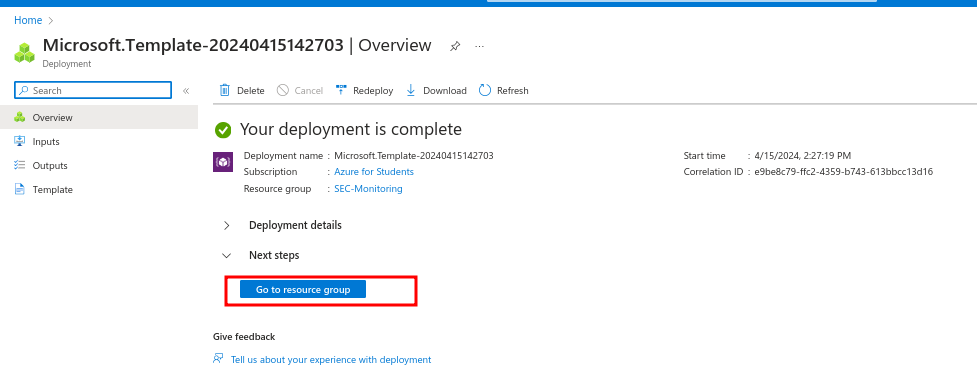 Home
Microsoft.Template-20240415142703 | Overview ...
Deployment
Search «
Delete Cancel Redeploy Download Refresh
Overview
Inputs
Outputs
Template
Your deployment is complete
Deployment name : Microsoft.Template-20240415142703
Subscription : Azure for Students
Resource group : SEC-Monitoring
Start time : 4/15/2024, 2:27:19 PM
Correlation ID : e9be8c79-ffc2-4359-b743-613bbcc13d16
Deployment details
Next steps
Go to resource group
Give feedback
Tell us about your experience with deployment